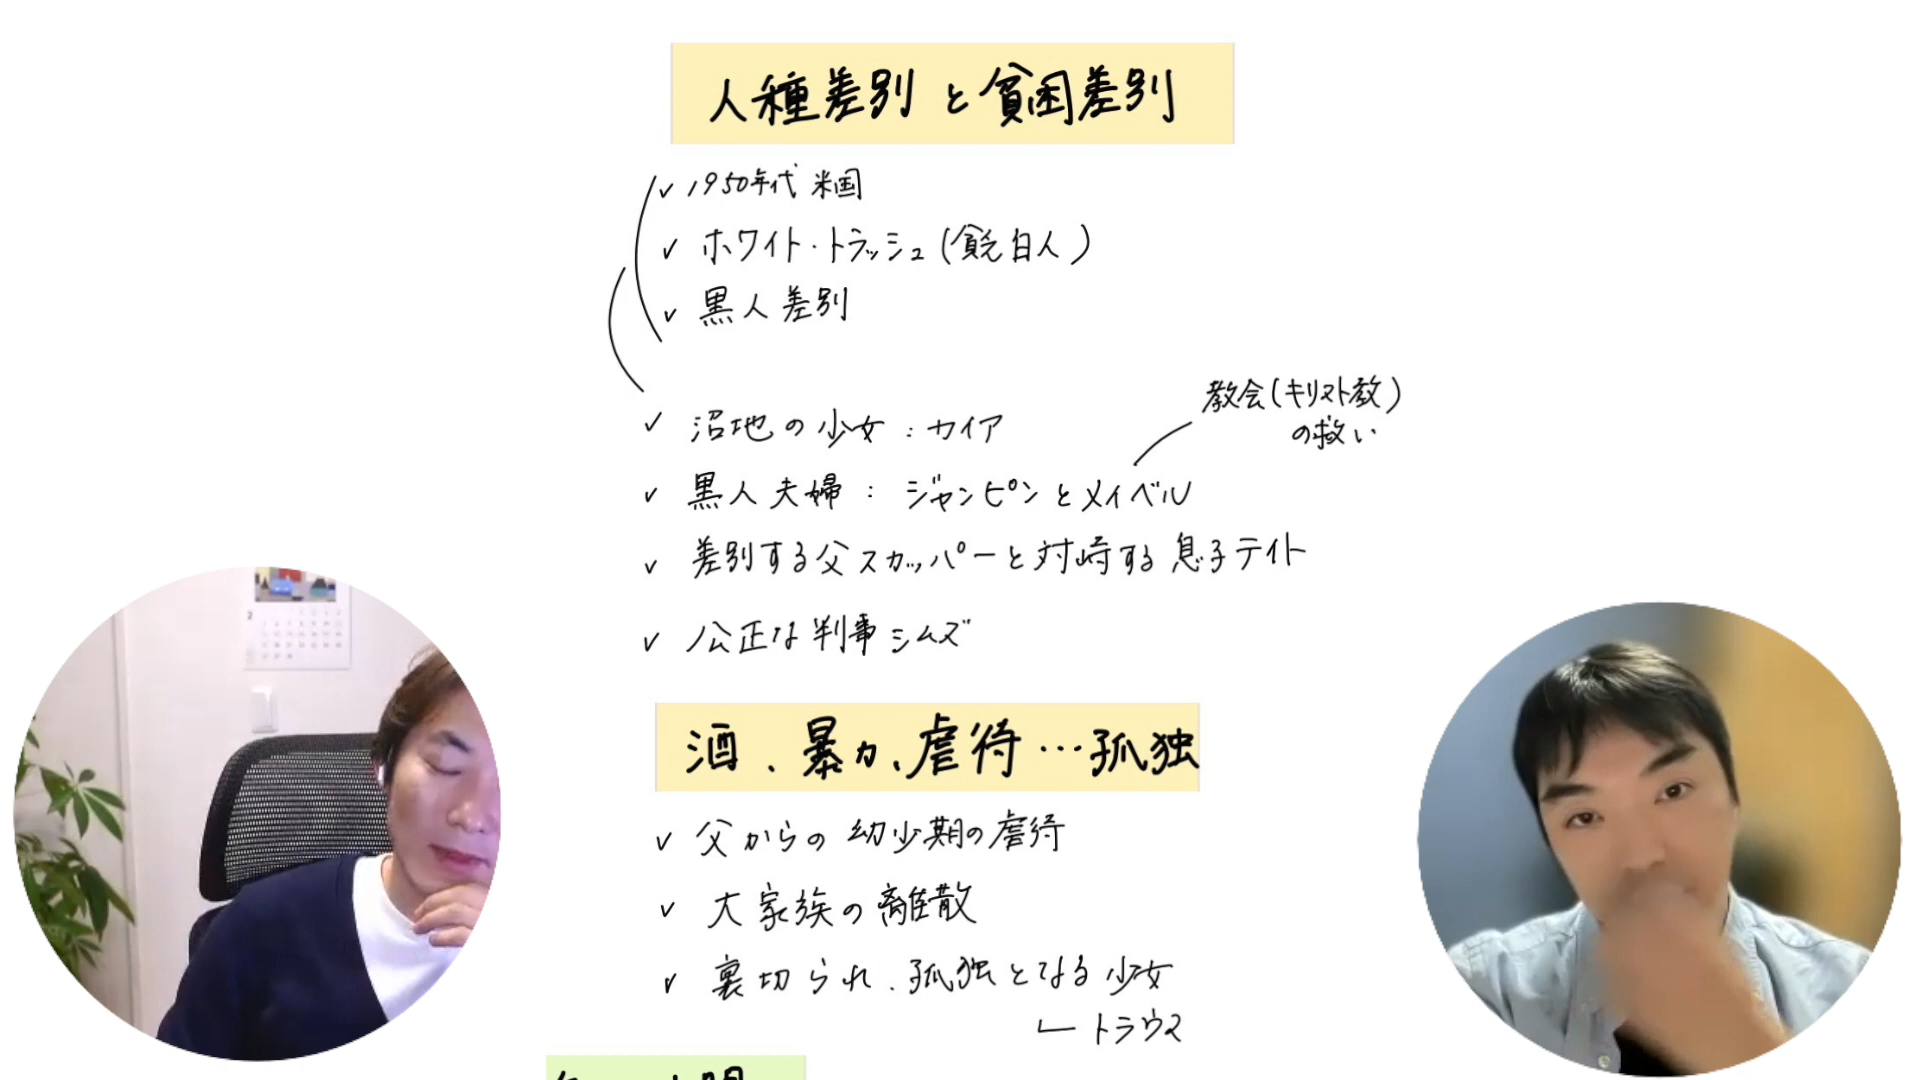 人種差別と貧困差別
✓ 1950年代 米国
✓ ホワイト・トラッシュ(貧乏白人)
✓ 黒人差別
✓ 沼地の少女:カイア
教会(キリスト教)
の救い
✓ 黒人夫婦:ジャンピンとメイベル
✓ 差別する父スカッパーと対峙する息子テイト
✓ 公正な判事シムズ
酒、暴力、虐待…孤独
✓ 父からの幼少期の虐待
✓ 大家族の離散
✓ 裏切られ、孤独となる少女
トラウマ